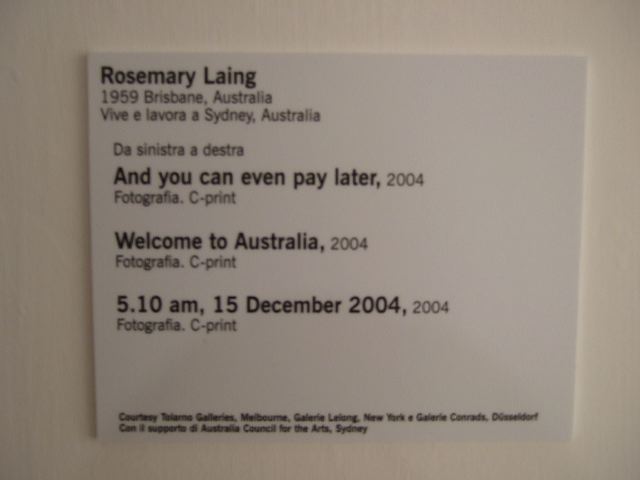 Rosemary Laing
1959 Brisbane, Australia
Vive e lavora a Sydney, Australia
Da sinistra a destra
And you can even pay later, 2004
Fotografia. C-print
Welcome to Australia, 2004
Fotografia. C-print
5.10 am, 15 December 2004, 2004
Fotografia. C-print
Courtesy Tolarno Galleries, Melbourne, Galerie Lelong, New York e Galerie Conrads, Düsseldorf
Con il supporto di Australia Council for the Arts, Sydney